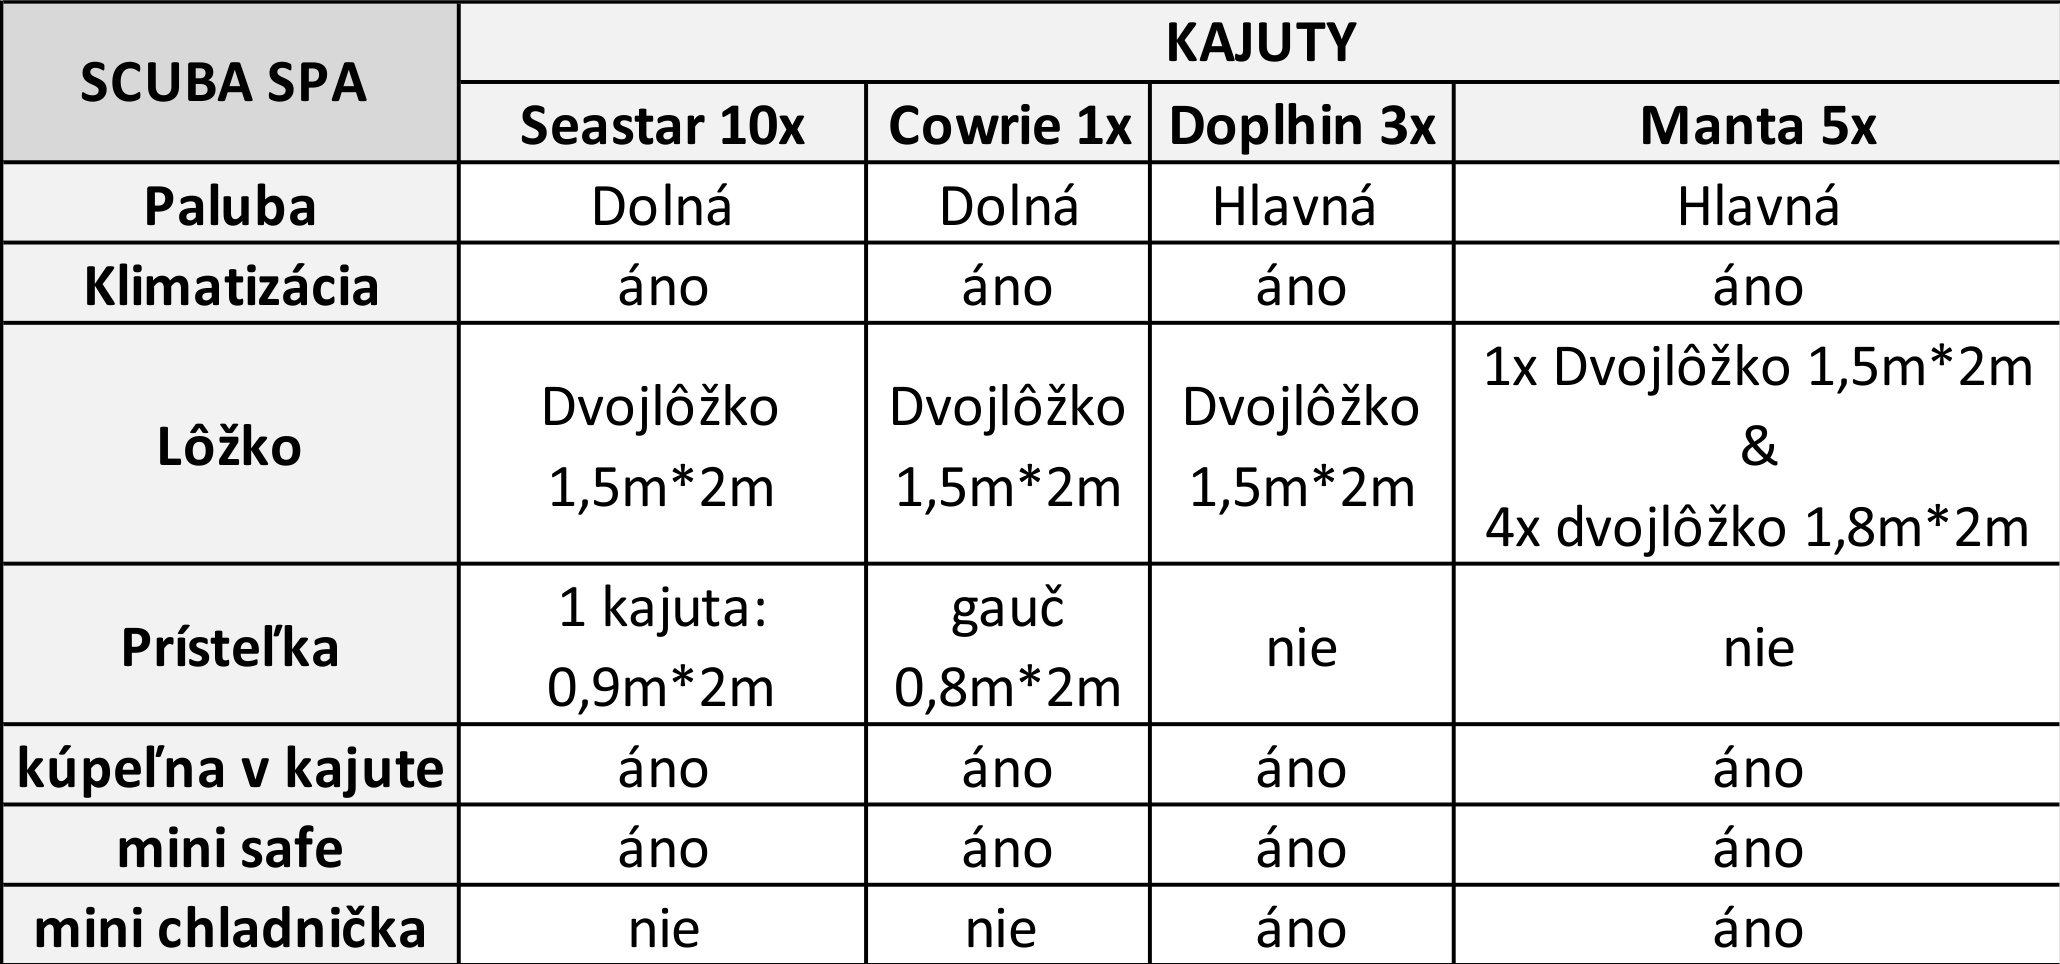 SCUBA SPA
KAJUTY
Seastar 10x Cowrie 1x Doplhin 3x Manta 5x
Paluba Dolná Dolná Hlavná Hlavná
Klimatizácia áno áno áno áno
Lôžko
Dvojlôžko
1,5m*2m
Dvojlôžko
1,5m*2m
Dvojlôžko
1,5m*2m
1x Dvojlôžko 1,5m*2m
&
4x dvojlôžko 1,8m*2m
Prísteľka
1 kajuta:
0,9m*2m
gauč
0,8m*2m
nie
nie
kúpeľna v kajute áno áno áno áno
mini safe áno áno áno áno
mini chladnička nie nie áno áno